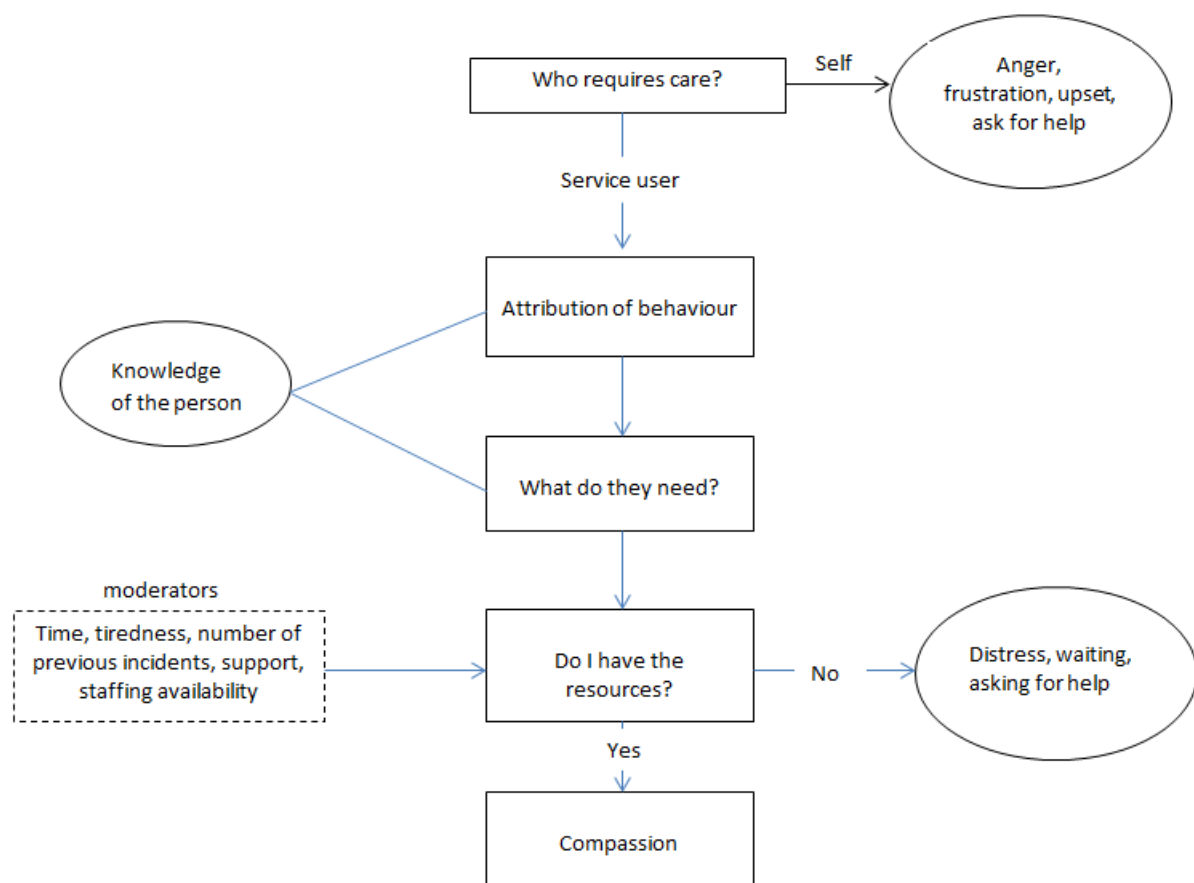 Who requires care?
Self
Anger,
frustration, upset,
ask for help
Service user
Attribution of behaviour
Knowledge
of the person
What do they need?
moderators
Time, tiredness, number of
previous incidents, support,
staffing availability
Do I have the
resources?
No
Distress, waiting,
asking for help
Yes
Compassion